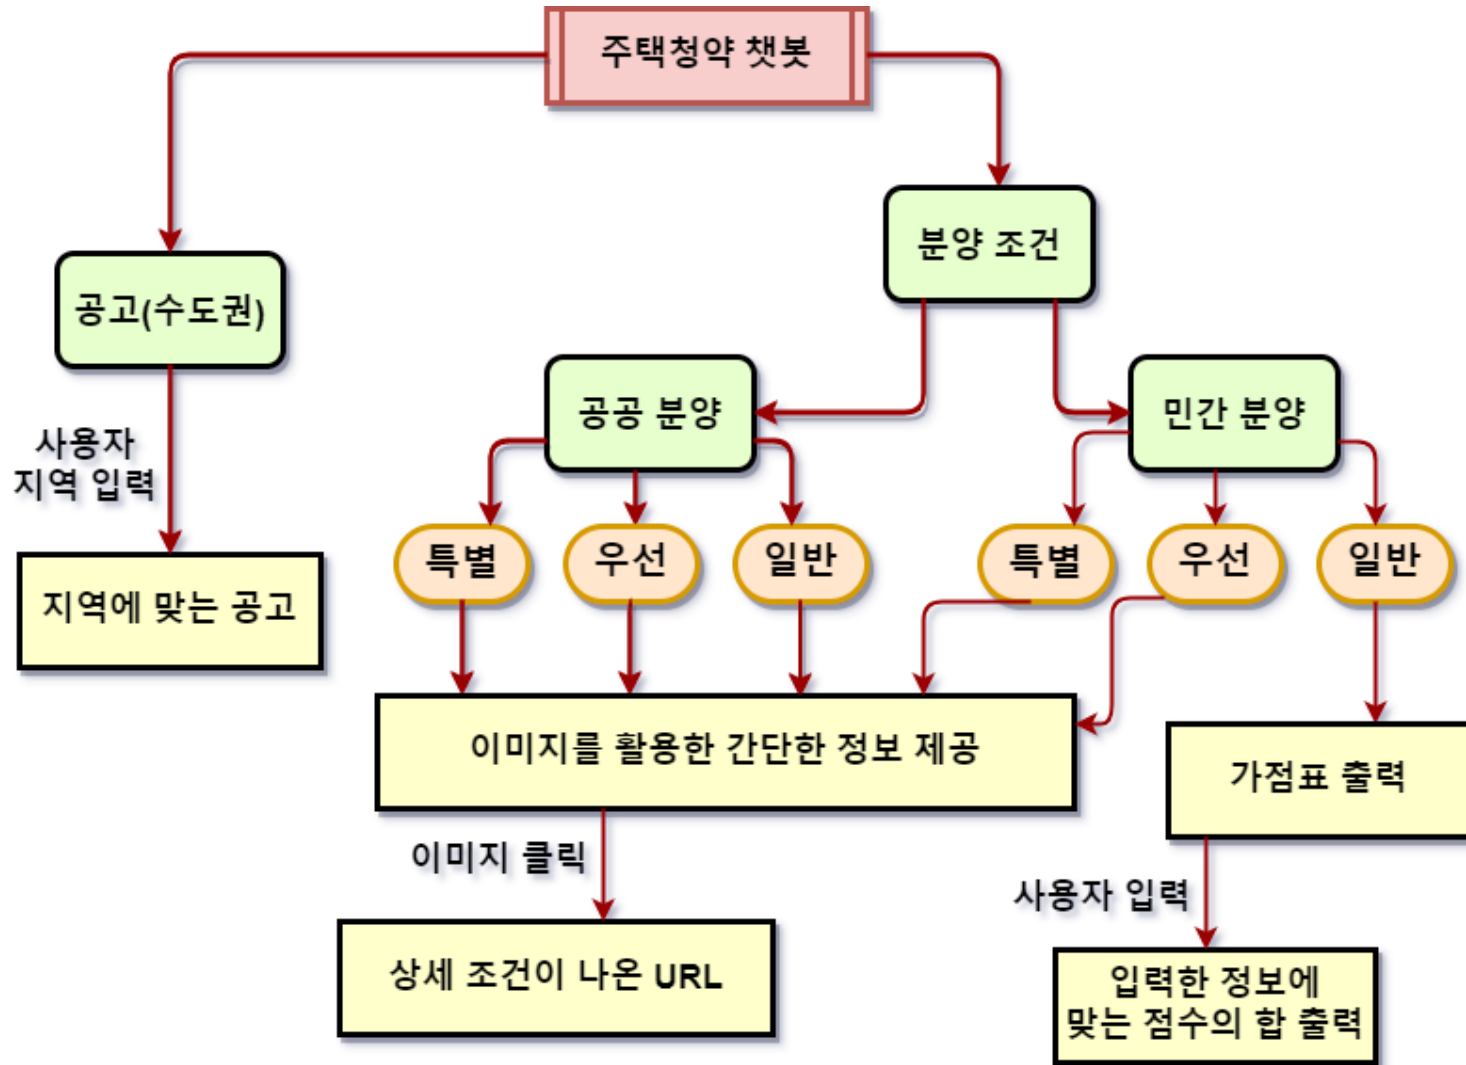 주택청약 챗봇
분양 조건
공고(수도권)
공공 분양
민간 분양
사용자
지역 입력
특별
우선
일반
특별
우선
일반
지역에 맞는 공고
이미지를 활용한 간단한 정보 제공
가점표 출력
이미지 클릭
사용자 입력
상세 조건이 나온 URL
입력한 정보에
맞는 점수의 합 출력